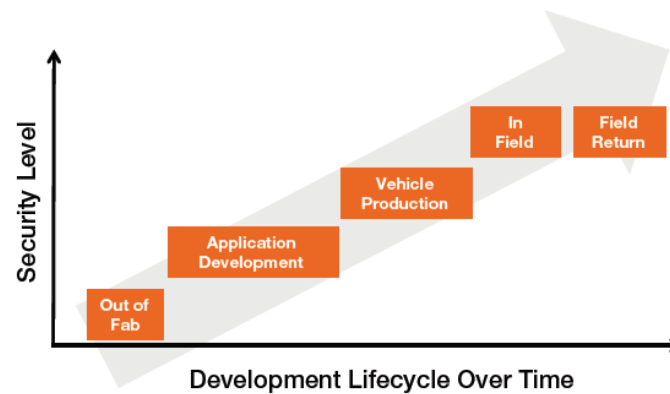 Security Level
In
Field
Field
Return
Vehicle
Production
Application
Development
Out of
Fab
Development Lifecycle Over Time